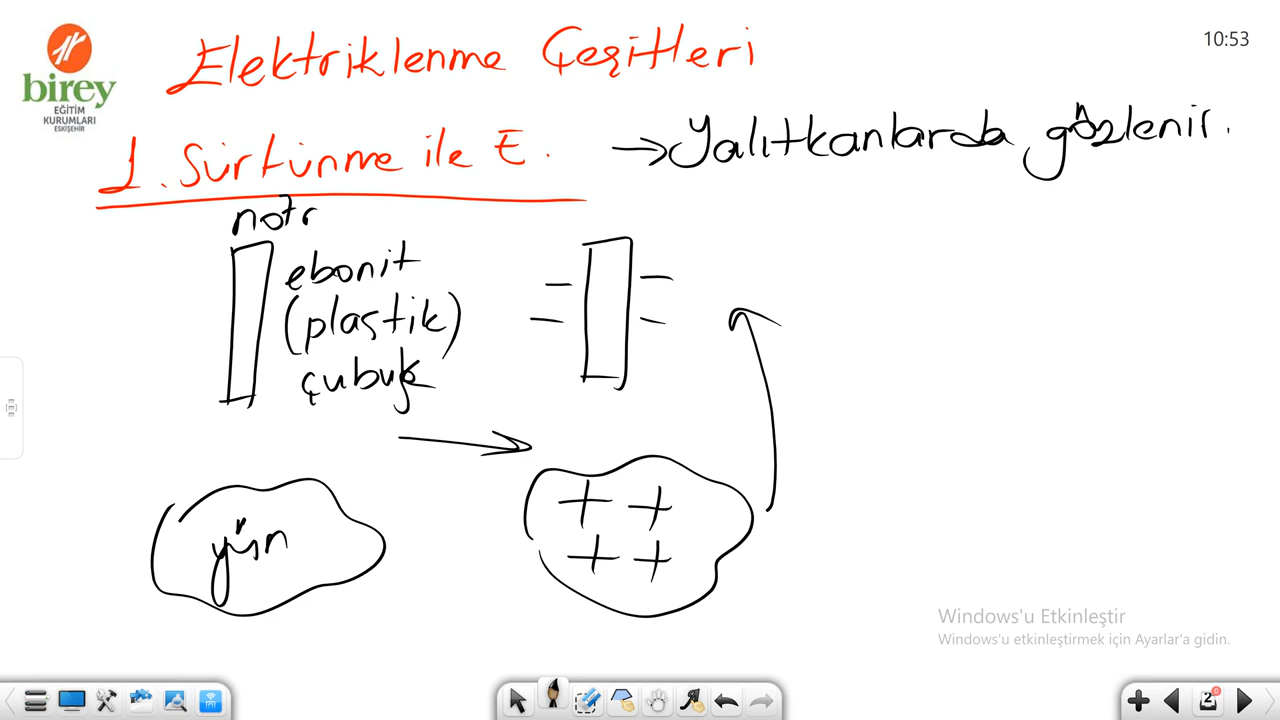 10:53
birey
EĞİTİM
KURUMLARI
ESKİŞEHİR
Elektriklenme Çeşitleri
1. Sürtünme ile E.
→ Yalıtkanlarda gözlenir.
nötr
ebonit
(plastik)
çubuk
− −
− −
yün
+ +
+ +
Windows'u Etkinleştir
Windows'u etkinleştirmek için Ayarlar'a gidin.
2